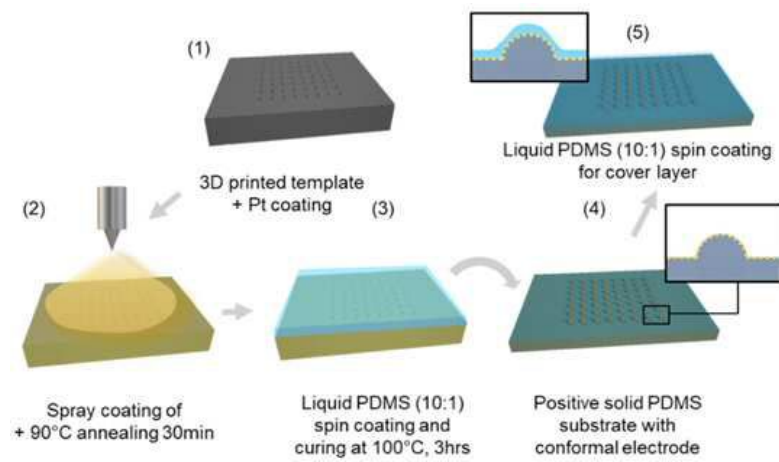 (1)
3D printed template
+ Pt coating
(2)
Spray coating of
+ 90°C annealing 30min
(3)
Liquid PDMS (10:1)
spin coating and
curing at 100°C, 3hrs
(4)
Positive solid PDMS
substrate with
conformal electrode
(5)
Liquid PDMS (10:1) spin coating
for cover layer